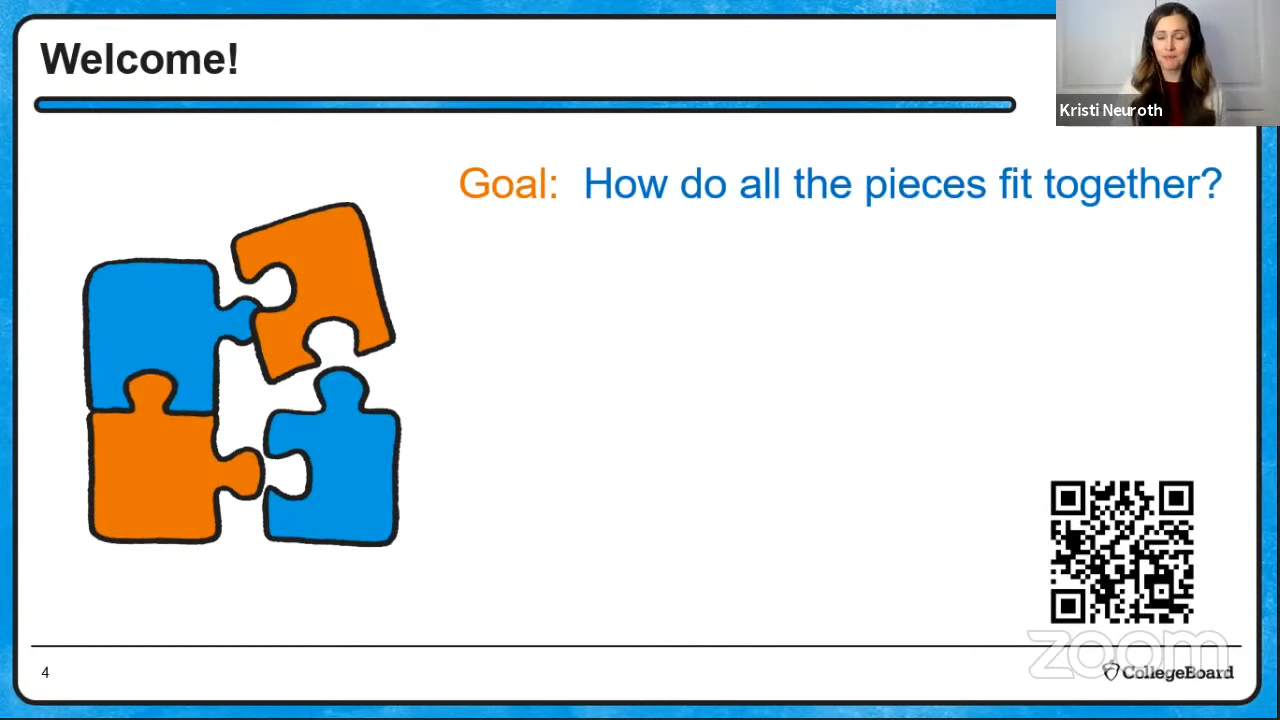 Welcome!
Kristi Neuroth
Goal: How do all the pieces fit together?
zoom
4
CollegeBoard